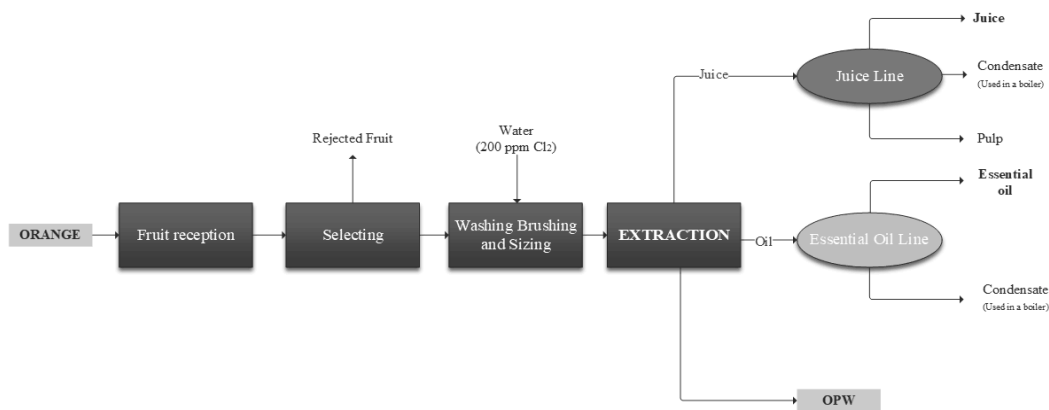 Juice
Juice
Juice Line
Condensate
(Used in a boiler)
Water
(200 ppm Cl2)
Rejected Fruit
Pulp
Essential
oil
ORANGE
Fruit reception
Selecting
Washing Brushing
and Sizing
EXTRACTION
Oil
Essential Oil Line
Condensate
(Used in a boiler)
OPW